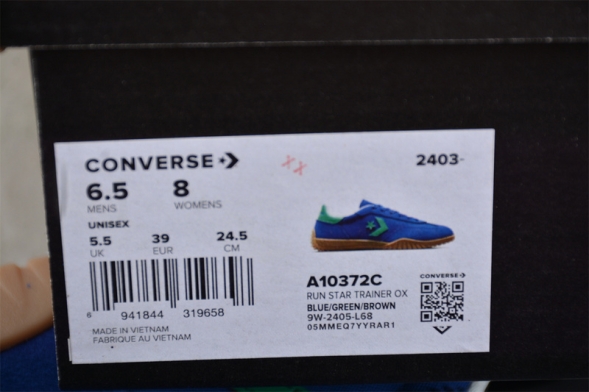 CONVERSE
2403-
6.5 8
MENS WOMENS
UNISEX
5.5 39 24.5
UK EUR CM
6 941844 319658
MADE IN VIETNAM
FABRIQUE AU VIETNAM
XX
A10372C
RUN STAR TRAINER OX
BLUE/GREEN/BROWN
9W-2405-L68
05MMEQ7YYRAR1
CONVERSE